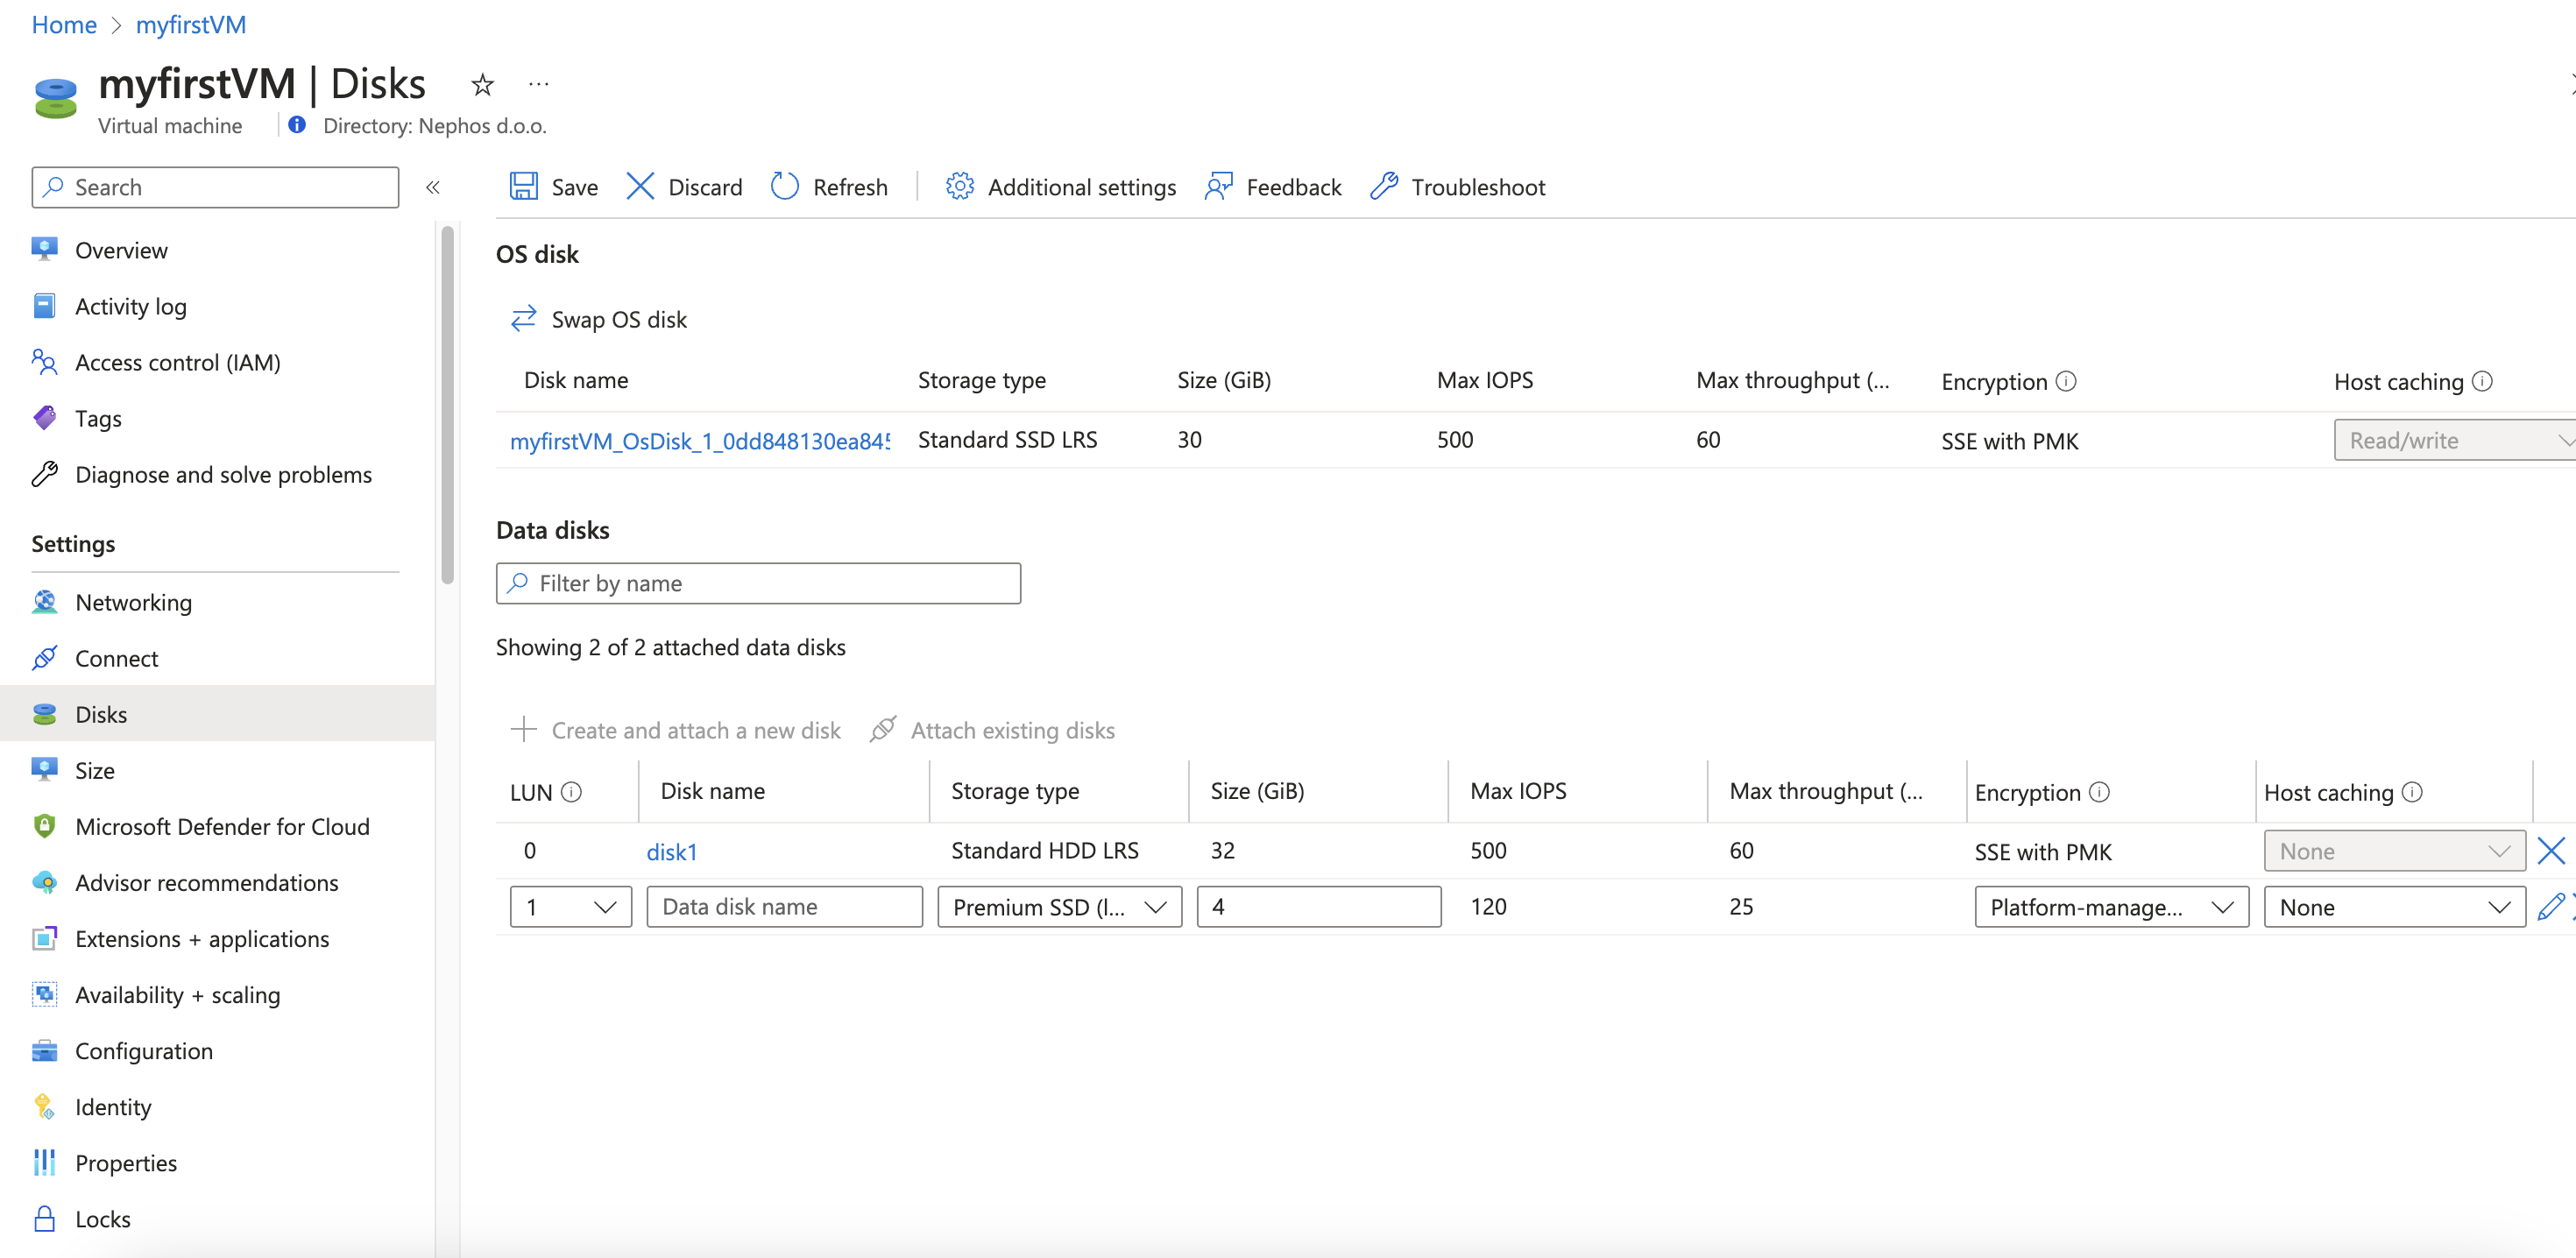 Home > myfirstVM
myfirstVM | Disks
Virtual machine
Directory: Nephos d.o.o.
Search
«
Overview
Activity log
Access control (IAM)
Tags
Diagnose and solve problems
Settings
Networking
Connect
Disks
Size
Microsoft Defender for Cloud
Advisor recommendations
Extensions + applications
Availability + scaling
Configuration
Identity
Properties
Locks
Save Discard Refresh Additional settings Feedback Troubleshoot
OS disk
Swap OS disk
Disk name Storage type Size (GiB) Max IOPS Max throughput (... Encryption Host caching
myfirstVM_OsDisk_1_0dd848130ea845 Standard SSD LRS 30 500 60 SSE with PMK Read/write
Data disks
Filter by name
Showing 2 of 2 attached data disks
Create and attach a new disk Attach existing disks
LUN Disk name Storage type Size (GiB) Max IOPS Max throughput (... Encryption Host caching
0 disk1 Standard HDD LRS 32 500 60 SSE with PMK None
1 Data disk name Premium SSD (l... 4 120 25 Platform-manage... None